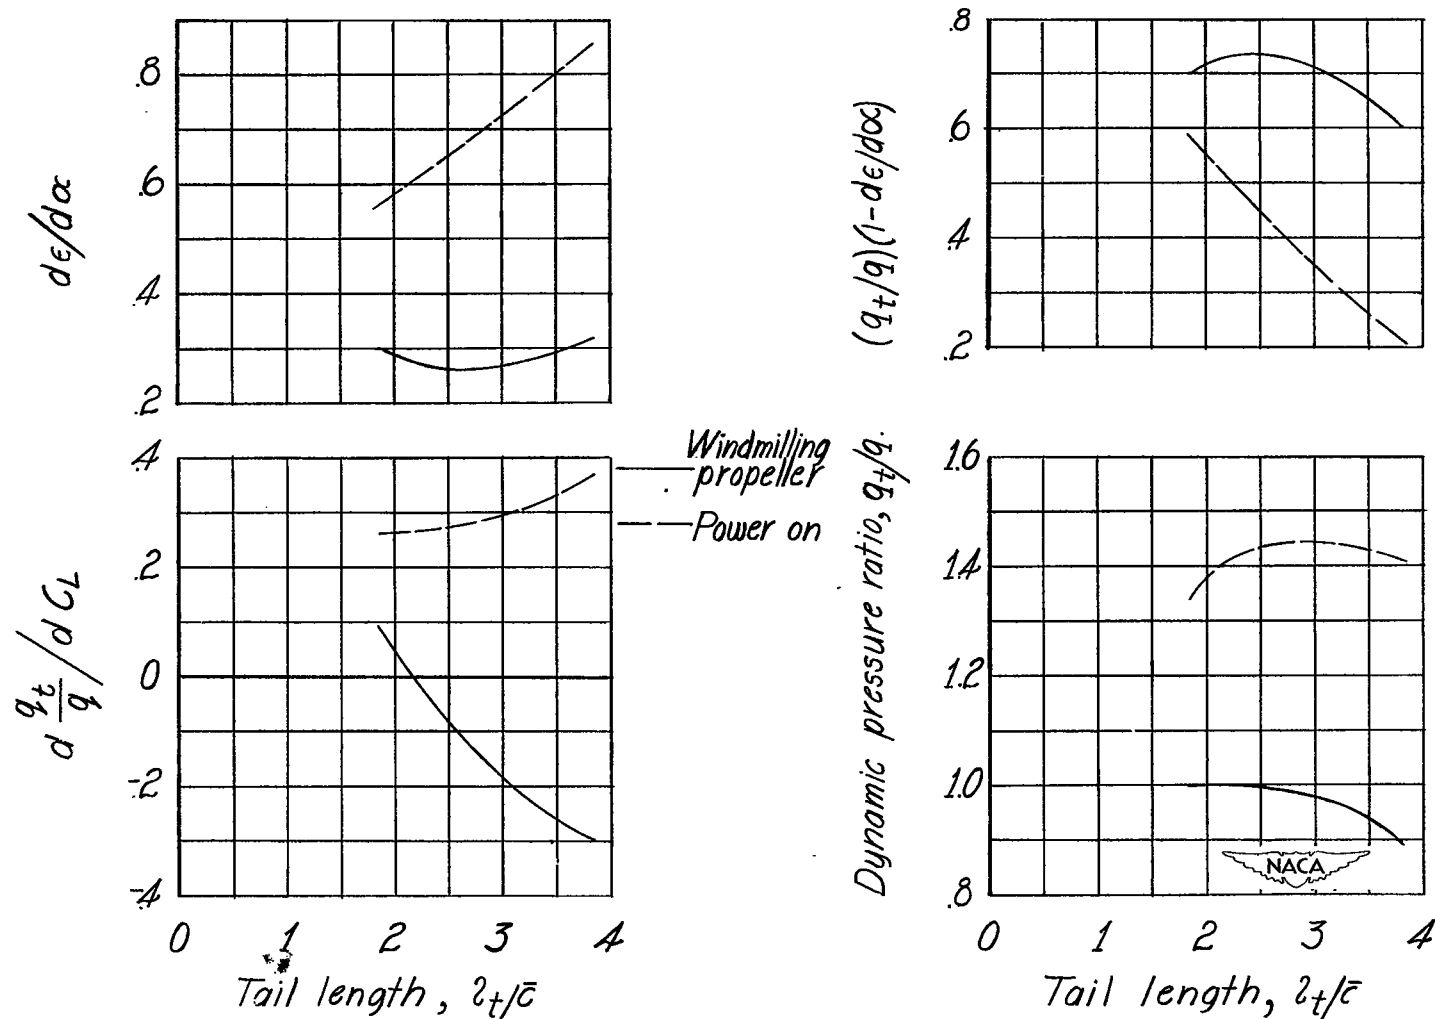 dϵ/dα
.8
.6
.4
.2
(qt/q)(1-dϵ/dα)
.8
.6
.4
.2
d qt/q / d CL
.4
.2
0
-.2
-.4
0 1 2 3 4
Tail length, lt/c̄
Windmilling
propeller
Power on
Dynamic pressure ratio, qt/q.
1.6
1.4
1.2
1.0
.8
NACA
0 1 2 3 4
Tail length, lt/c̄